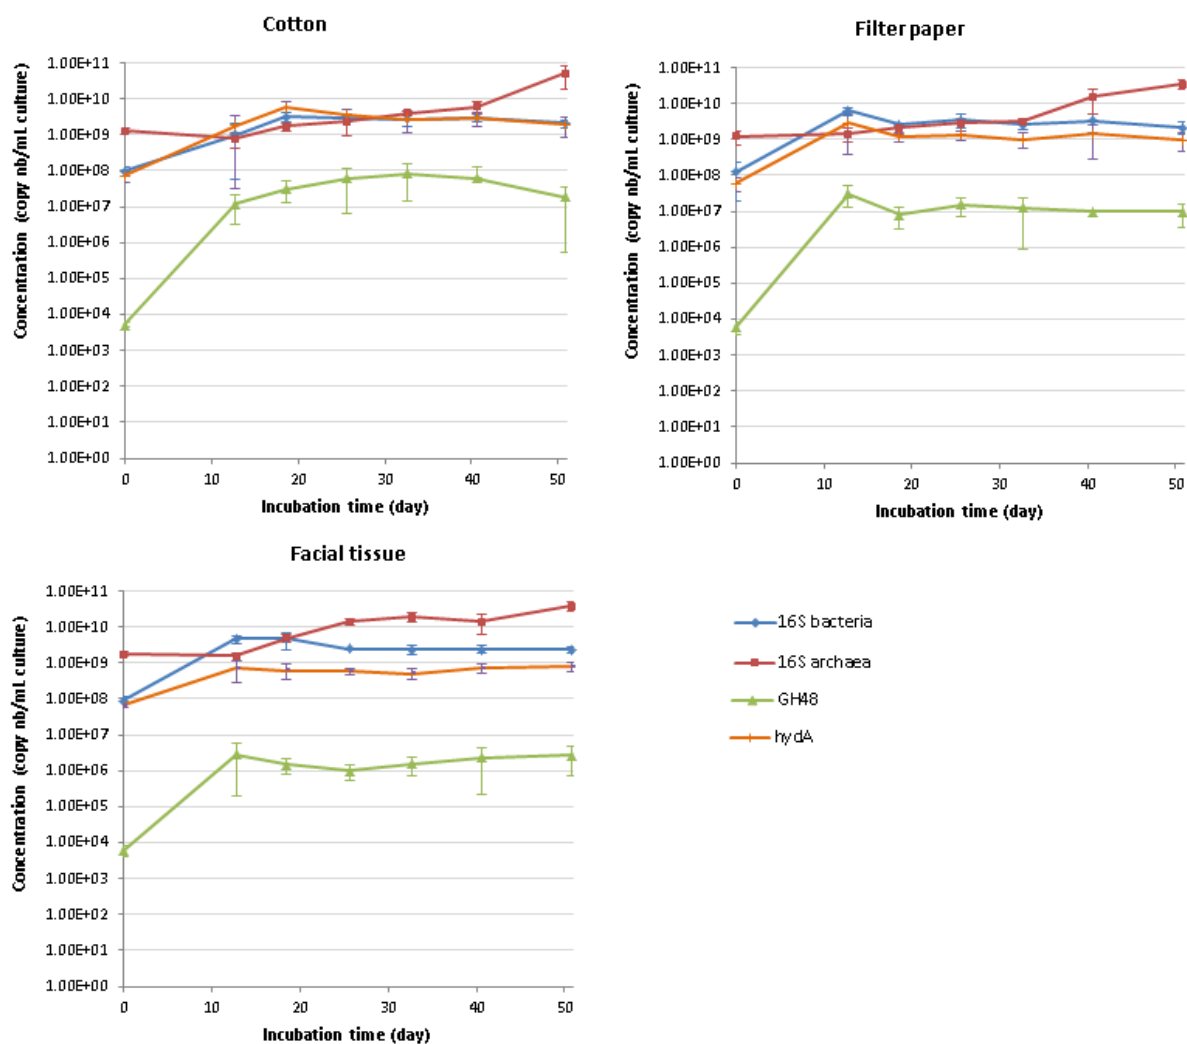 Cotton
Concentration (copy nb/mL culture)
1.00E+11
1.00E+10
1.00E+09
1.00E+08
1.00E+07
1.00E+06
1.00E+05
1.00E+04
1.00E+03
1.00E+02
1.00E+01
1.00E+00
0 10 20 30 40 50
Incubation time (day)
Filter paper
Concentration (copy nb/mL culture)
1.00E+11
1.00E+10
1.00E+09
1.00E+08
1.00E+07
1.00E+06
1.00E+05
1.00E+04
1.00E+03
1.00E+02
1.00E+01
1.00E+00
0 10 20 30 40 50
Incubation time (day)
Facial tissue
Concentration (copy nb/mL culture)
1.00E+11
1.00E+10
1.00E+09
1.00E+08
1.00E+07
1.00E+06
1.00E+05
1.00E+04
1.00E+03
1.00E+02
1.00E+01
1.00E+00
0 10 20 30 40 50
Incubation time (day)
16S bacteria
16S archaea
GH48
hydA